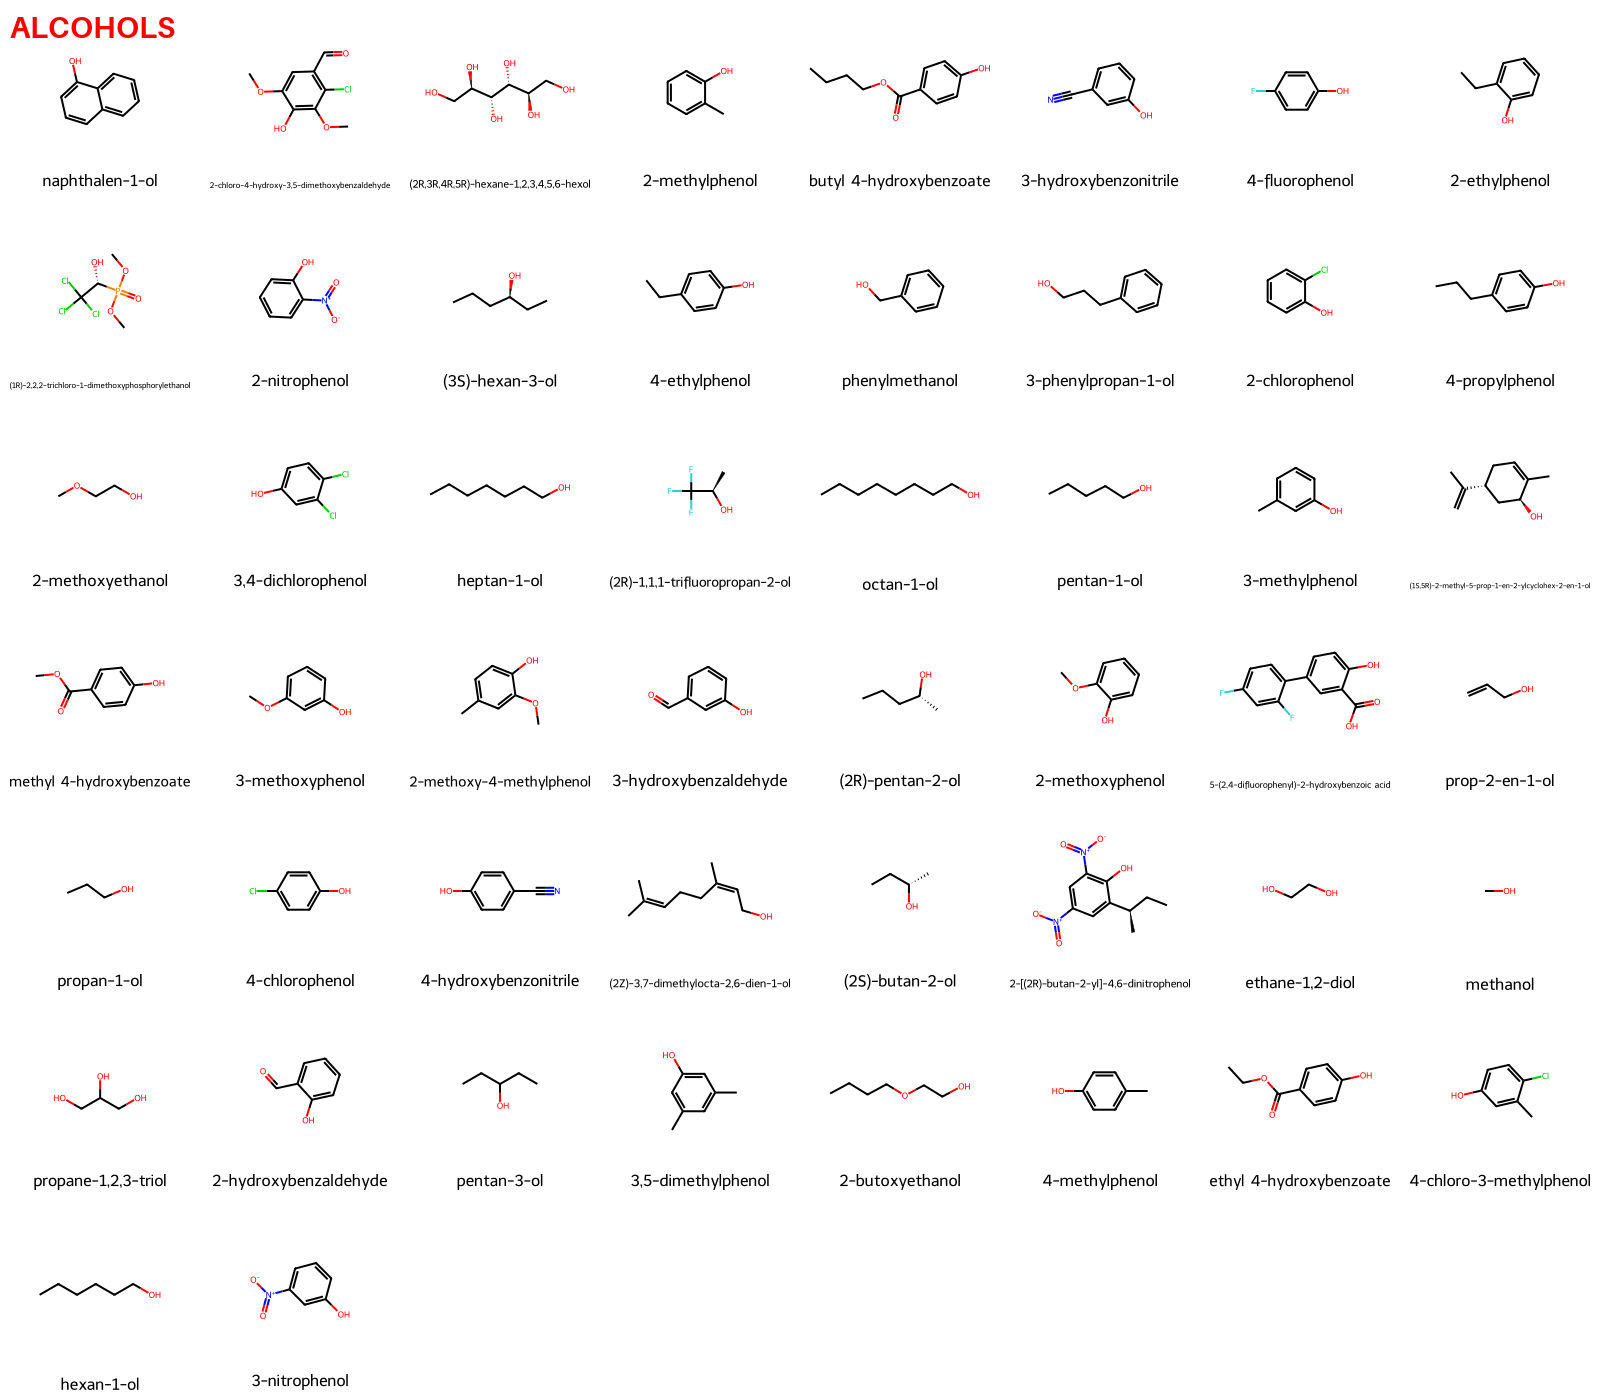 ALCOHOLS
naphthalen-1-ol
2-chloro-4-hydroxy-3,5-dimethoxybenzaldehyde
(2R,3R,4R,5R)-hexane-1,2,3,4,5,6-hexol
2-methylphenol
butyl 4-hydroxybenzoate
3-hydroxybenzonitrile
4-fluorophenol
2-ethylphenol
(1R)-2,2,2-trichloro-1-dimethoxyphosphorylethanol
2-nitrophenol
(3S)-hexan-3-ol
4-ethylphenol
phenylmethanol
3-phenylpropan-1-ol
2-chlorophenol
4-propylphenol
2-methoxyethanol
3,4-dichlorophenol
heptan-1-ol
(2R)-1,1,1-trifluoropropan-2-ol
octan-1-ol
pentan-1-ol
3-methylphenol
(1S,5R)-2-methyl-5-prop-1-en-2-ylcyclohex-2-en-1-ol
methyl 4-hydroxybenzoate
3-methoxyphenol
2-methoxy-4-methylphenol
3-hydroxybenzaldehyde
(2R)-pentan-2-ol
2-methoxyphenol
5-(2,4-difluorophenyl)-2-hydroxybenzoic acid
prop-2-en-1-ol
propan-1-ol
4-chlorophenol
4-hydroxybenzonitrile
(2Z)-3,7-dimethylocta-2,6-dien-1-ol
(2S)-butan-2-ol
2-[(2R)-butan-2-yl]-4,6-dinitrophenol
ethane-1,2-diol
methanol
propane-1,2,3-triol
2-hydroxybenzaldehyde
pentan-3-ol
3,5-dimethylphenol
2-butoxyethanol
4-methylphenol
ethyl 4-hydroxybenzoate
4-chloro-3-methylphenol
hexan-1-ol
3-nitrophenol